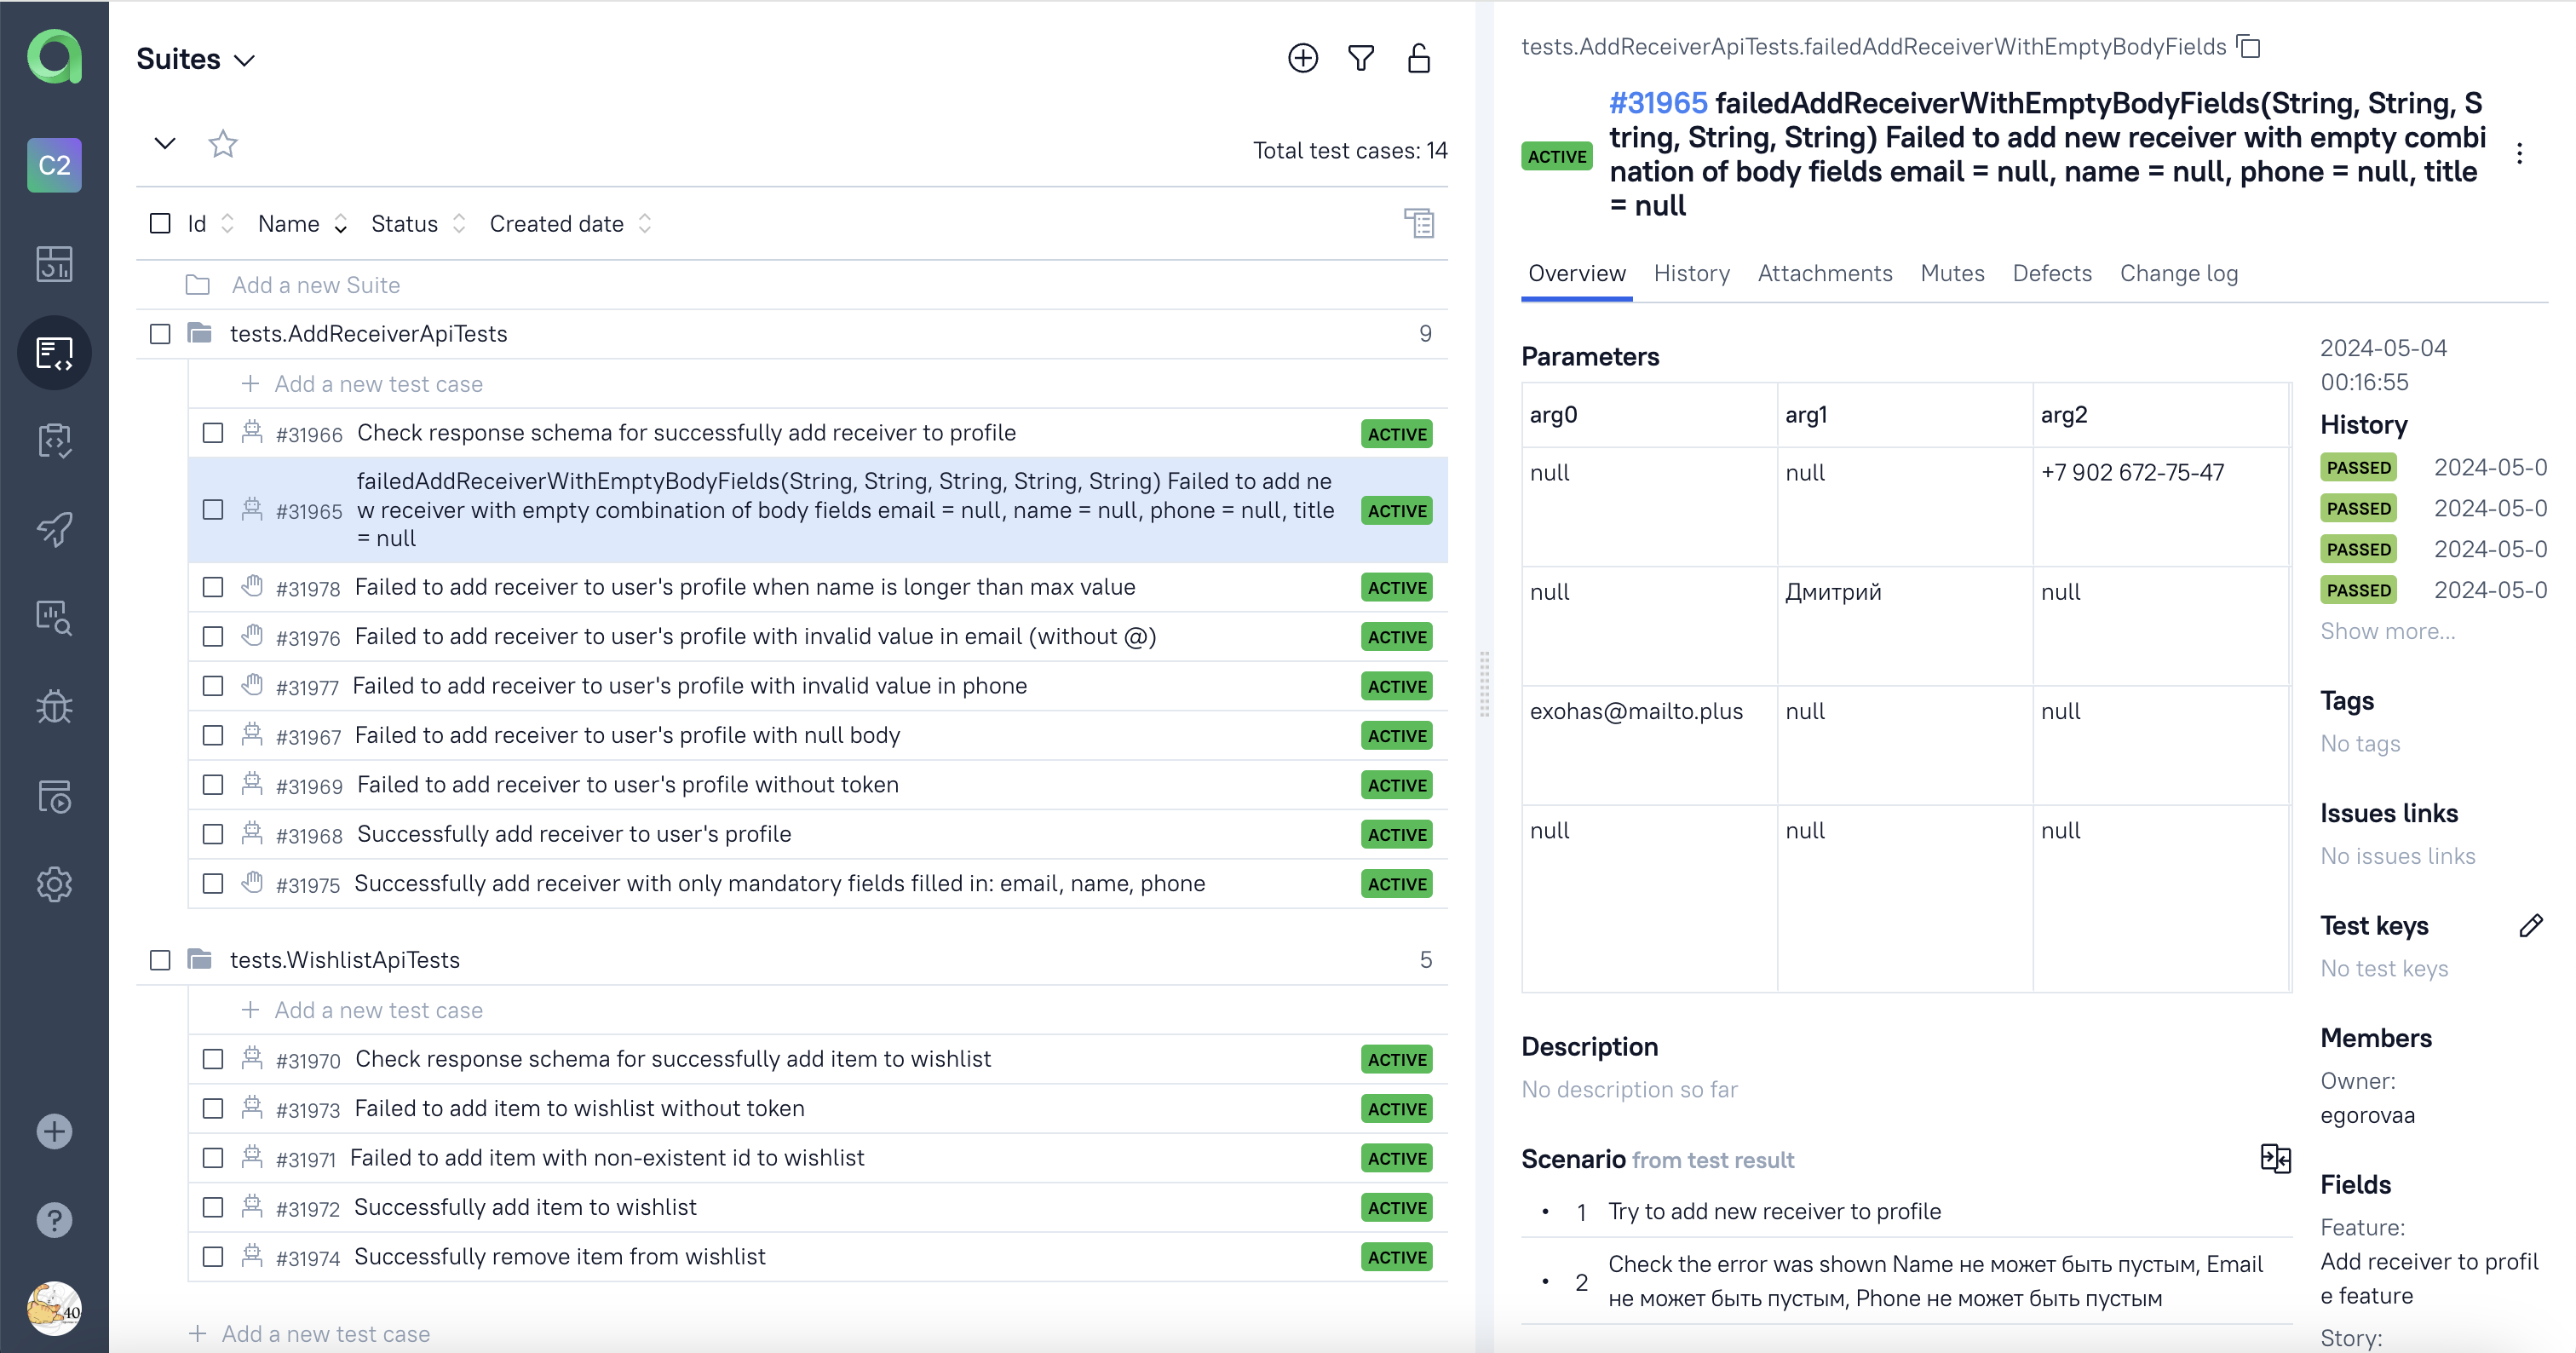 C2
Suites
Total test cases: 14
Id Name Status Created date
Add a new Suite
tests.AddReceiverApiTests 9
Add a new test case
#31966 Check response schema for successfully add receiver to profile ACTIVE
failedAddReceiverWithEmptyBodyFields(String, String, String, String, String) Failed to add ne
#31965 w receiver with empty combination of body fields email = null, name = null, phone = null, title ACTIVE
= null
#31978 Failed to add receiver to user's profile when name is longer than max value ACTIVE
#31976 Failed to add receiver to user's profile with invalid value in email (without @) ACTIVE
#31977 Failed to add receiver to user's profile with invalid value in phone ACTIVE
#31967 Failed to add receiver to user's profile with null body ACTIVE
#31969 Failed to add receiver to user's profile without token ACTIVE
#31968 Successfully add receiver to user's profile ACTIVE
#31975 Successfully add receiver with only mandatory fields filled in: email, name, phone ACTIVE
tests.WishlistApiTests 5
Add a new test case
#31970 Check response schema for successfully add item to wishlist ACTIVE
#31973 Failed to add item to wishlist without token ACTIVE
#31971 Failed to add item with non-existent id to wishlist ACTIVE
#31972 Successfully add item to wishlist ACTIVE
#31974 Successfully remove item from wishlist ACTIVE
Add a new test case
40
tests.AddReceiverApiTests.failedAddReceiverWithEmptyBodyFields
ACTIVE
#31965 failedAddReceiverWithEmptyBodyFields(String, String, S
tring, String, String) Failed to add new receiver with empty combi
nation of body fields email = null, name = null, phone = null, title
= null
Overview History Attachments Mutes Defects Change log
Parameters
arg0 arg1 arg2
null null +7 902 672-75-47
null Дмитрий null
exohas@mailto.plus null null
null null null
Description
No description so far
Scenario from test result
• 1 Try to add new receiver to profile
• 2 Check the error was shown Name не может быть пустым, Email
не может быть пустым, Phone не может быть пустым
2024-05-04
00:16:55
History
PASSED 2024-05-0
PASSED 2024-05-0
PASSED 2024-05-0
PASSED 2024-05-0
Show more...
Tags
No tags
Issues links
No issues links
Test keys
No test keys
Members
Owner:
egorovaa
Fields
Feature:
Add receiver to profil
e feature
Story: